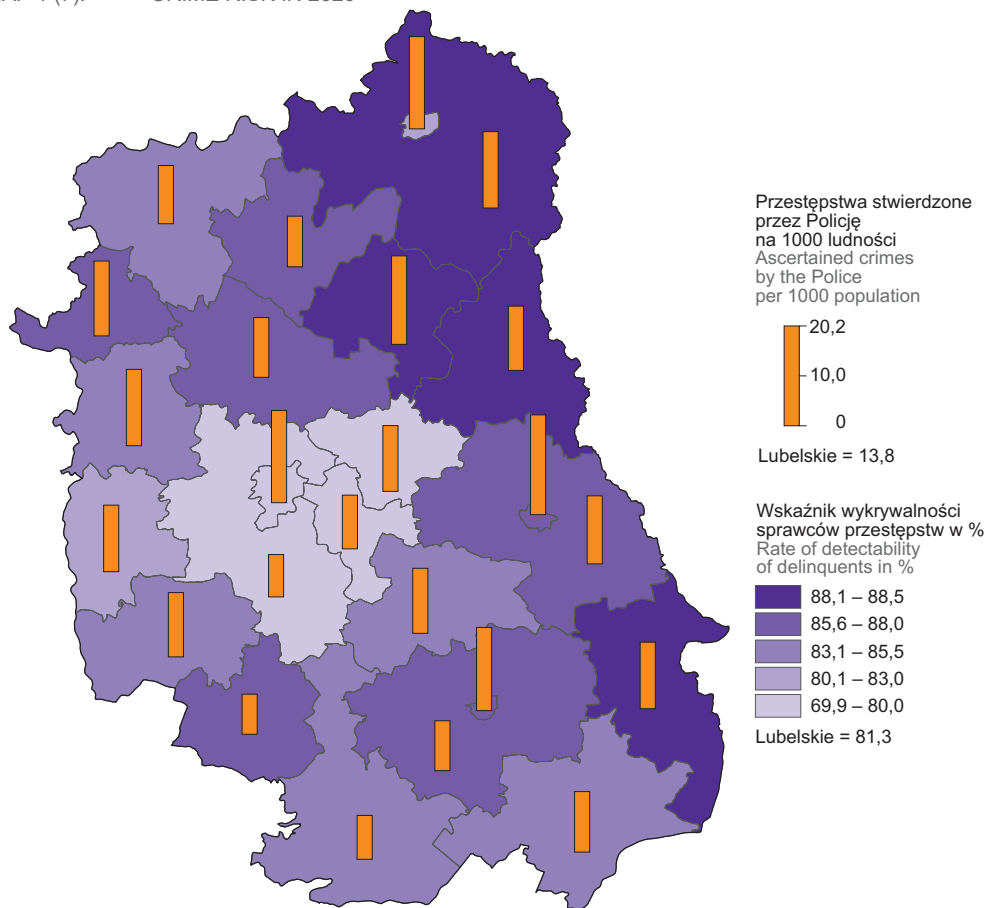 Przestępstwa stwierdzone
przez Policję
na 1000 ludności
Ascertained crimes
by the Police
per 1000 population
20,2
10,0
0
Lubelskie = 13,8
Wskaźnik wykrywalności
sprawców przestępstw w %
Rate of detectability
of delinquents in %
88,1 – 88,5
85,6 – 88,0
83,1 – 85,5
80,1 – 83,0
69,9 – 80,0
Lubelskie = 81,3